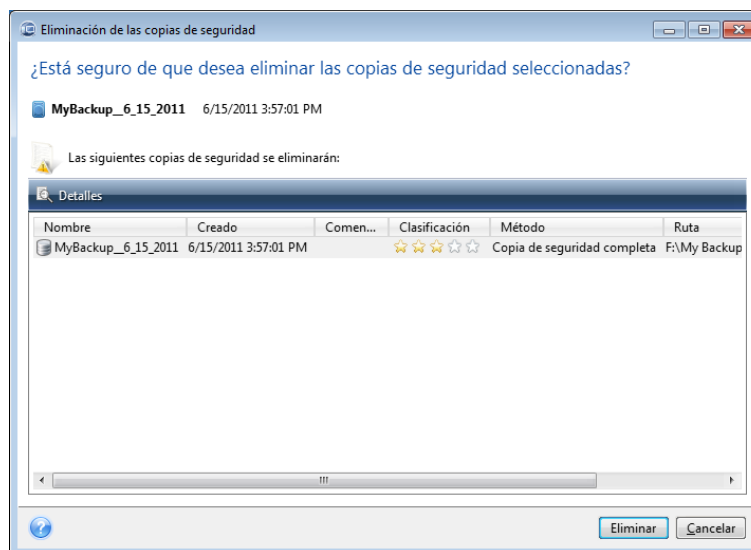 Eliminación de las copias de seguridad
¿Está seguro de que desea eliminar las copias de seguridad seleccionadas?
MyBackup__6_15_2011 6/15/2011 3:57:01 PM
Las siguientes copias de seguridad se eliminarán:
Detalles
Nombre Creado Comen... Clasificación Método Ruta
MyBackup__6_15_2011 6/15/2011 3:57:01 PM Copia de seguridad completa F:\My Backup
Eliminar Cancelar